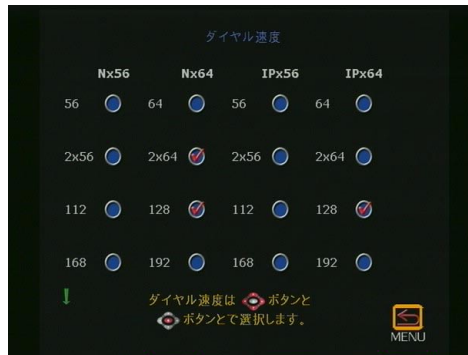 ダイヤル速度
Nx56 Nx64 IPx56 IPx64
56 64 56 64
2x56 2x64 2x56 2x64
112 128 112 128
168 192 168 192
ダイヤル速度は ボタンと
ボタンとで選択します。
MENU